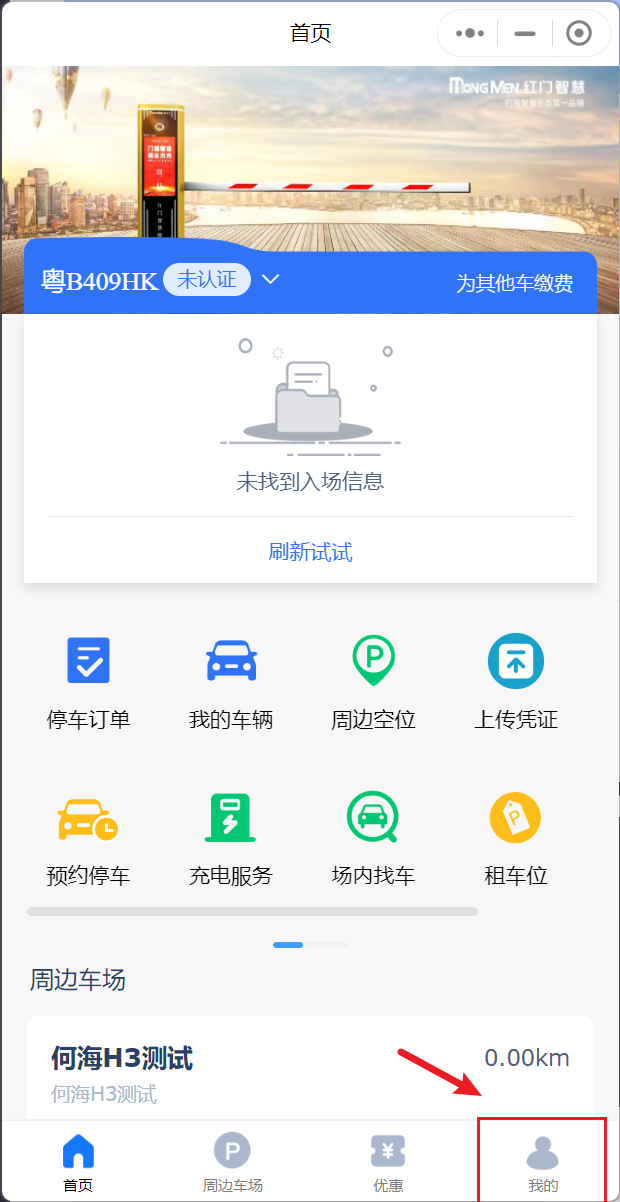 首页
MONGMEN 红门智慧
粤B409HK 未认证 为其他车缴费
未找到入场信息
刷新试试
停车订单 我的车辆 周边空位 上传凭证
预约停车 充电服务 场内找车 租车位
周边车场
何海H3测试 0.00km
何海H3测试
首页 周边车场 优惠 我的